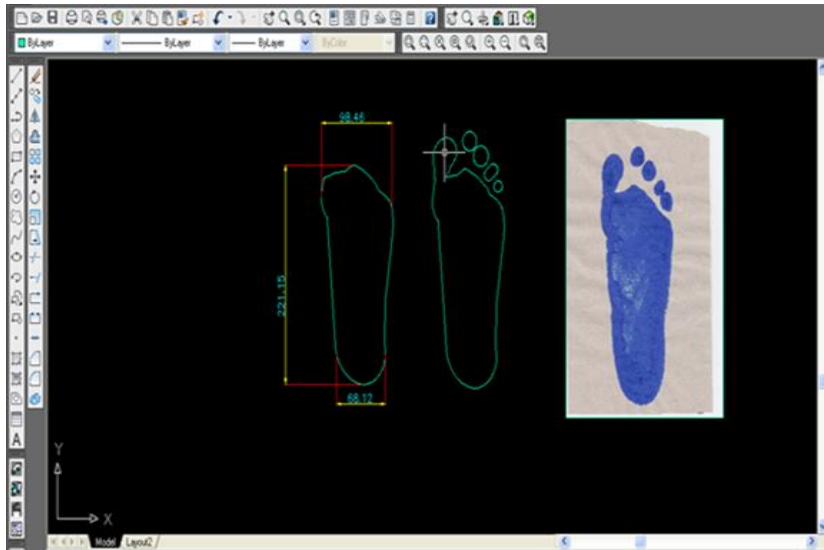 ByLayer ByLayer ByLayer ByColor
98.46
221.15
68.12
A
Y
X
Model Layout2